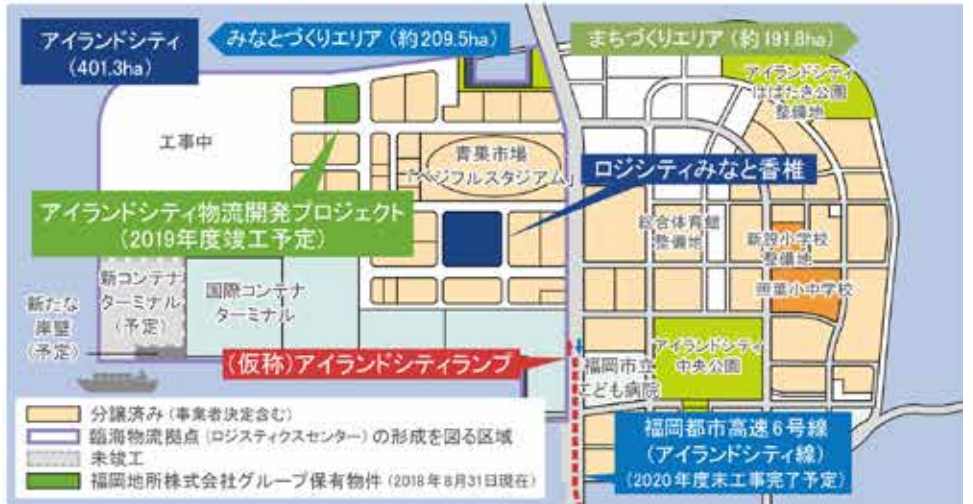 アイランドシティ
(401.3ha)
みなとづくりエリア (約209.5ha)
まちづくりエリア (約191.8ha)
アイランドシティ
はばたき公園
整備地
工事中
青果市場
「ベジフルスタジアム」
ロジシティみなと香椎
アイランドシティ物流開発プロジェクト
(2019年度竣工予定)
総合体育館
整備地
新設小学校
整備地
照葉小中学校
新コンテナ
ターミナル
(予定)
国際コンテナ
ターミナル
新たな
岸壁
(予定)
(仮称)アイランドシティランプ
福岡市立
こども病院
アイランドシティ
中央公園
福岡都市高速6号線
(アイランドシティ線)
(2020年度末工事完了予定)
分譲済み (事業者決定含む)
臨海物流拠点 (ロジスティクスセンター) の形成を図る区域
未竣工
福岡地所株式会社グループ保有物件 (2018年8月31日現在)